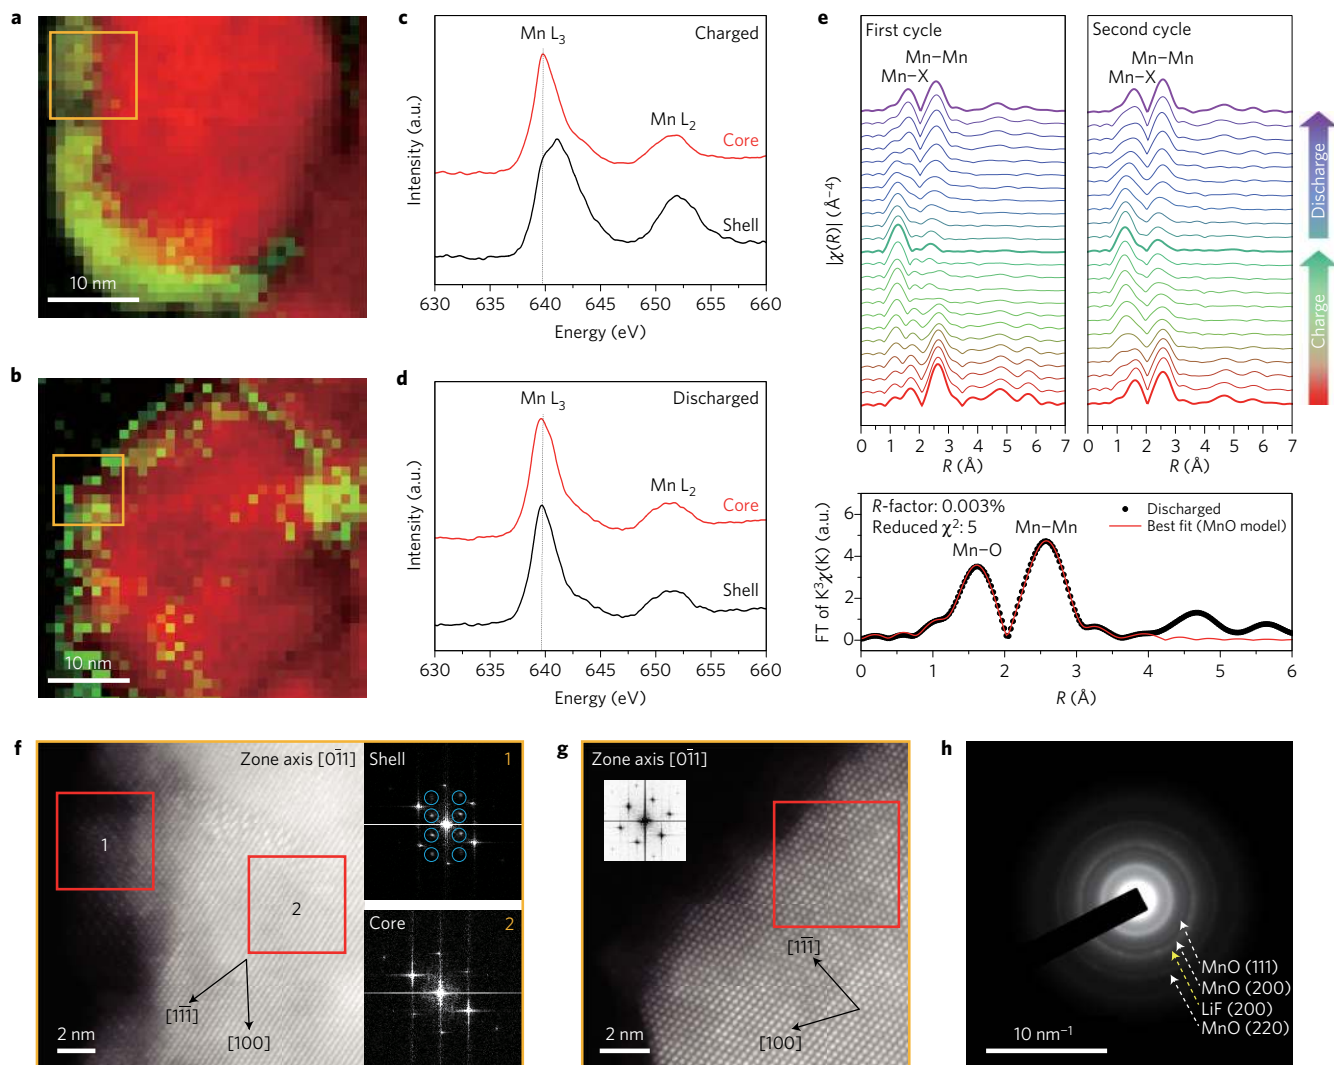 a
10 nm
b
10 nm
c
Mn L₃
Charged
Mn L₂
Core
Shell
Intensity (a.u.)
630 635 640 645 650 655 660
Energy (eV)
d
Mn L₃
Discharged
Mn L₂
Core
Shell
Intensity (a.u.)
630 635 640 645 650 655 660
Energy (eV)
e
First cycle
Mn–Mn
Mn–X
Second cycle
Mn–Mn
Mn–X
|χ(R)| (Å⁻⁴)
Discharge
Charge
0 1 2 3 4 5 6 7
R (Å)
0 1 2 3 4 5 6 7
R (Å)
R-factor: 0.003%
Reduced χ²: 5
Mn–O
Mn–Mn
Discharged
Best fit (MnO model)
FT of K³χ(K) (a.u.)
6
4
2
0
0 1 2 3 4 5 6
R (Å)
f
Zone axis [01̄1]
1
2
[11̄1̄]
[100]
2 nm
Shell
1
Core
2
g
Zone axis [01̄1]
[11̄1̄]
[100]
2 nm
h
MnO (111)
MnO (200)
LiF (200)
MnO (220)
10 nm⁻¹